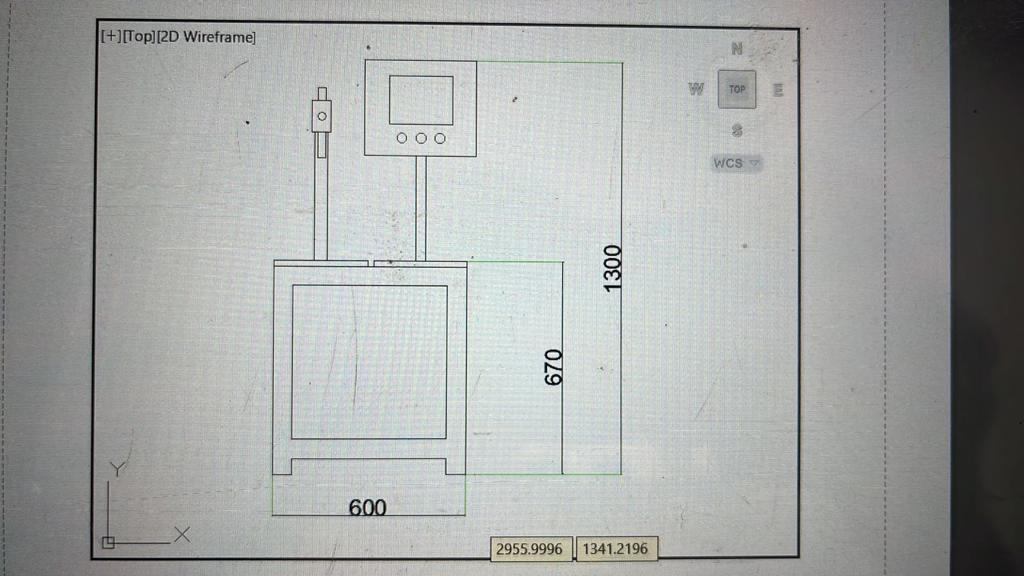 [+][Top][2D Wireframe]
N
W TOP E
S
WCS
1300
670
600
Y
X
2955.9996 1341.2196